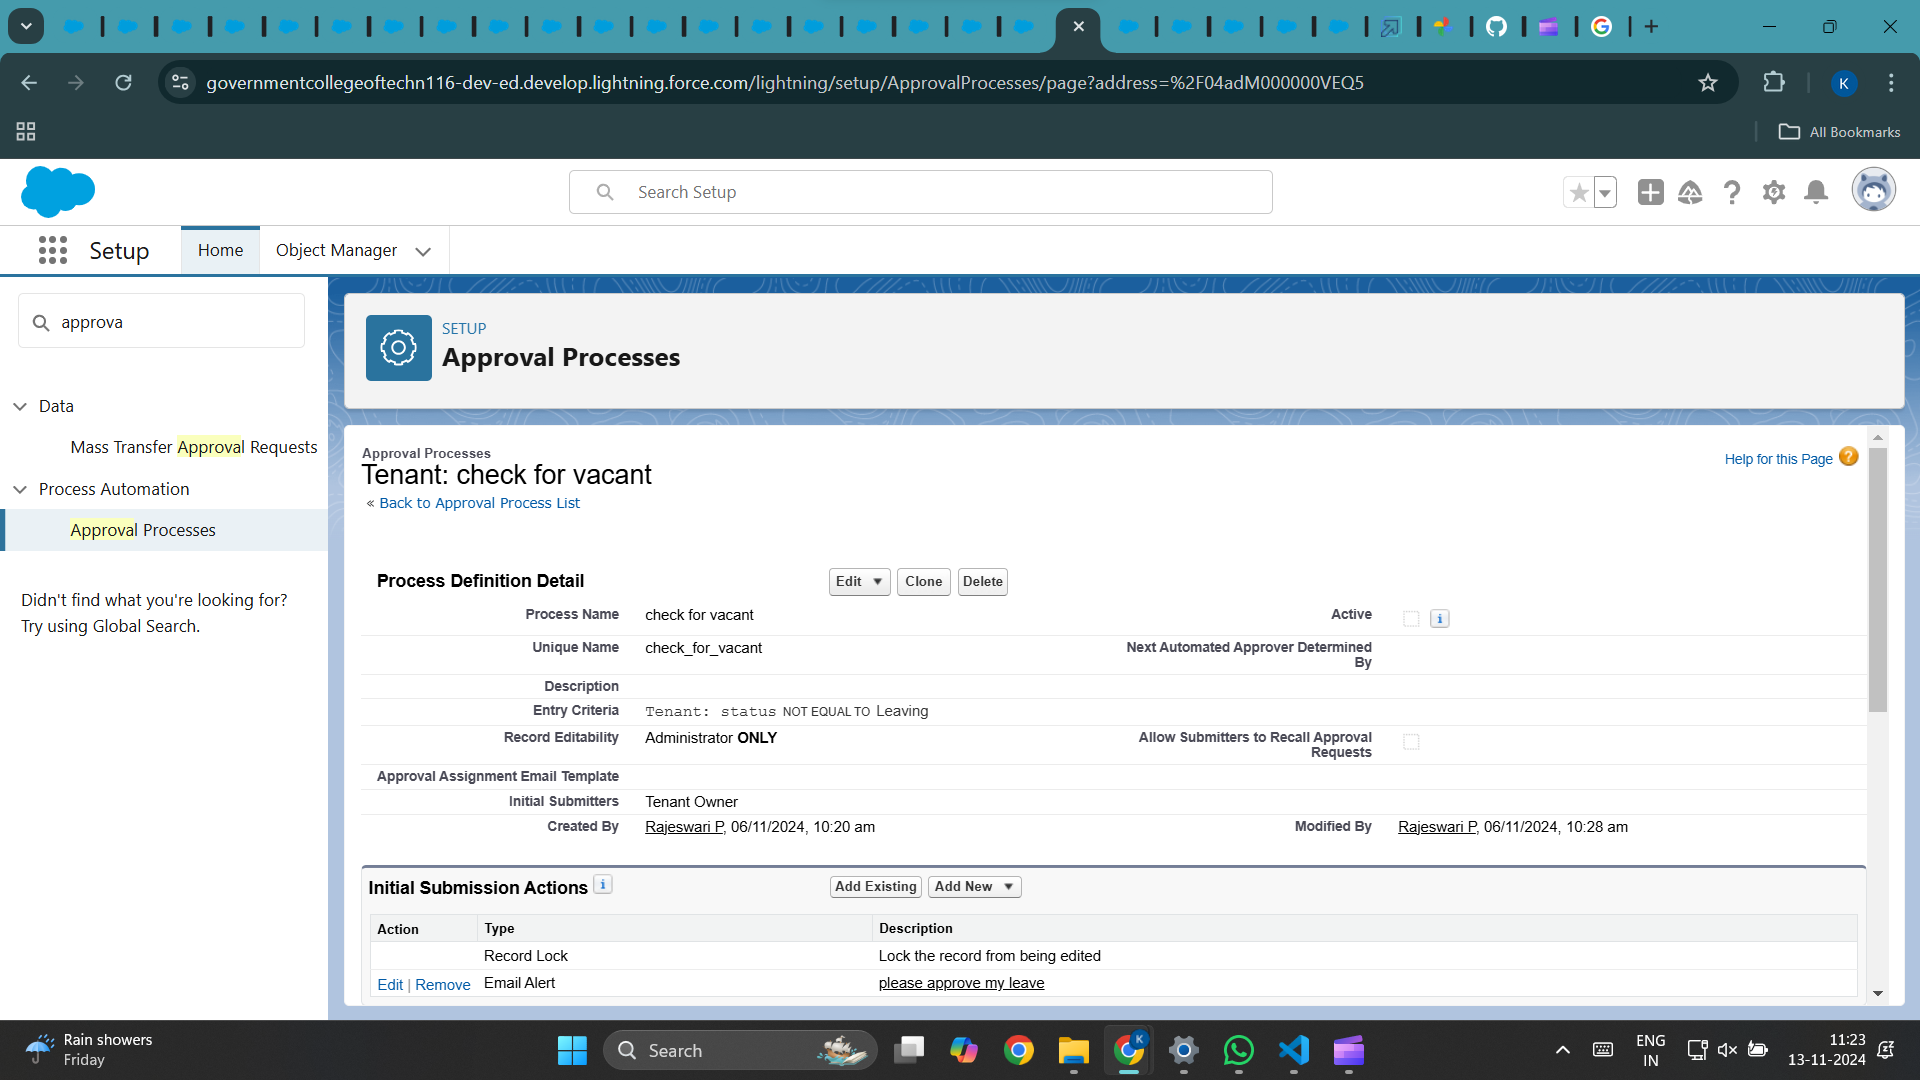 governmentcollegeoftechn116-dev-ed.develop.lightning.force.com/lightning/setup/ApprovalProcesses/page?address=%2F04adM000000VEQ5
K
All Bookmarks
Search Setup
Setup
Home
Object Manager
approva
Data
Mass Transfer Approval Requests
Process Automation
Approval Processes
Didn't find what you're looking for?
Try using Global Search.
SETUP
Approval Processes
Approval Processes
Tenant: check for vacant
« Back to Approval Process List
Help for this Page ?
Process Definition Detail
Edit ▼
Clone
Delete
Process Name check for vacant
Active i
Unique Name check_for_vacant
Next Automated Approver Determined
By
Description
Entry Criteria Tenant: status NOT EQUAL TO Leaving
Record Editability Administrator ONLY
Allow Submitters to Recall Approval
Requests
Approval Assignment Email Template
Initial Submitters Tenant Owner
Created By Rajeswari P, 06/11/2024, 10:20 am
Modified By Rajeswari P, 06/11/2024, 10:28 am
Initial Submission Actions i
Add Existing
Add New ▼
Action Type Description
Record Lock Lock the record from being edited
Edit | Remove Email Alert please approve my leave
Rain showers
Friday
Search
K
ENG
IN
11:23
13-11-2024